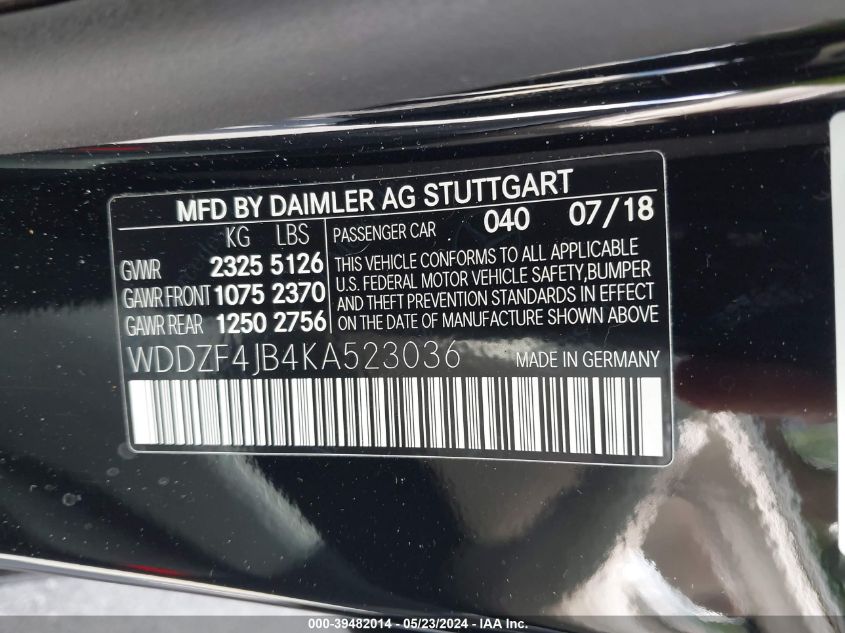 MFD BY DAIMLER AG STUTTGART
KG LBS
GVWR 2325 5126
GAWR FRONT 1075 2370
GAWR REAR 1250 2756
PASSENGER CAR 040 07/18
THIS VEHICLE CONFORMS TO ALL APPLICABLE
U.S. FEDERAL MOTOR VEHICLE SAFETY,BUMPER
AND THEFT PREVENTION STANDARDS IN EFFECT
ON THE DATE OF MANUFACTURE SHOWN ABOVE
WDDZF4JB4KA523036 MADE IN GERMANY
000-39482014 - 05/23/2024 - IAA Inc.